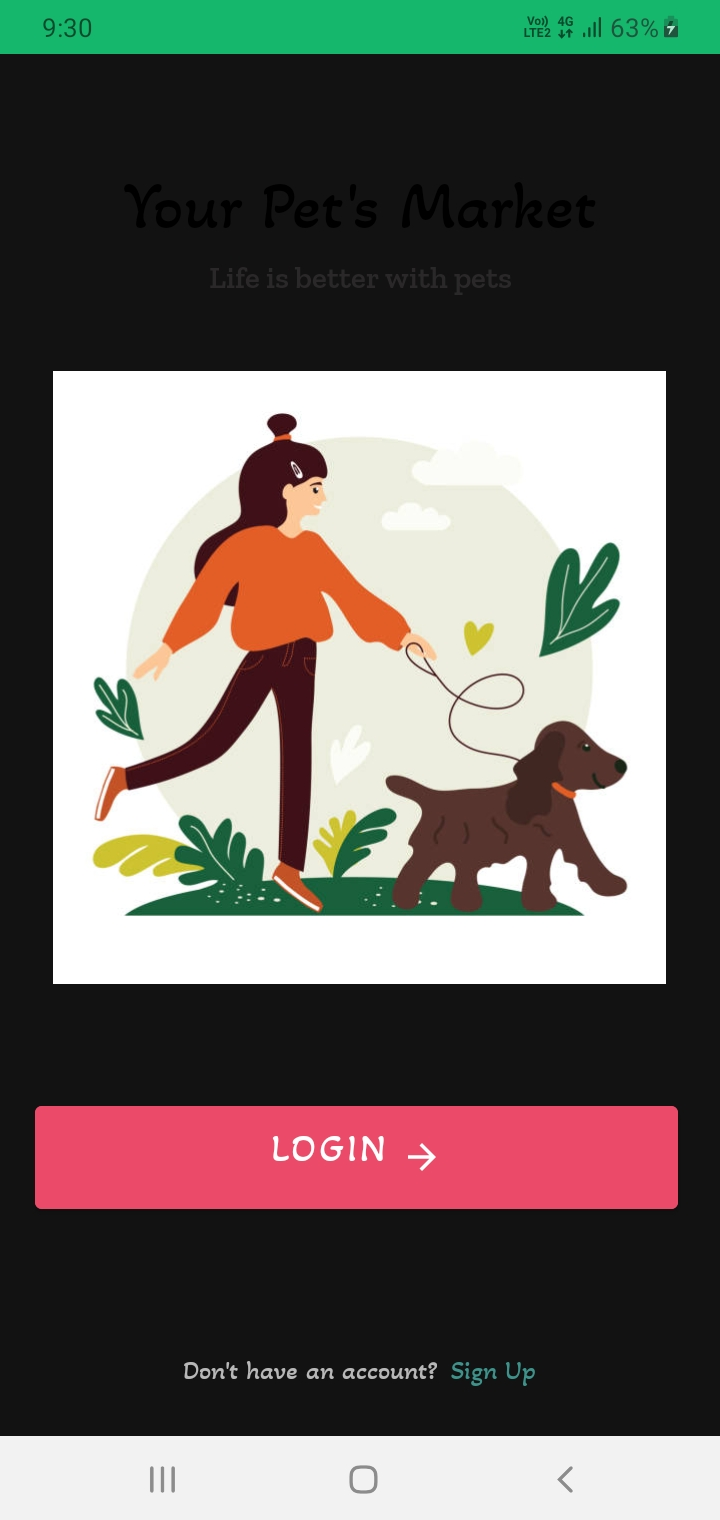 9:30 Vo)) LTE2 4G 63%
Your Pet's Market
Life is better with pets
LOGIN →
Don't have an account? Sign Up